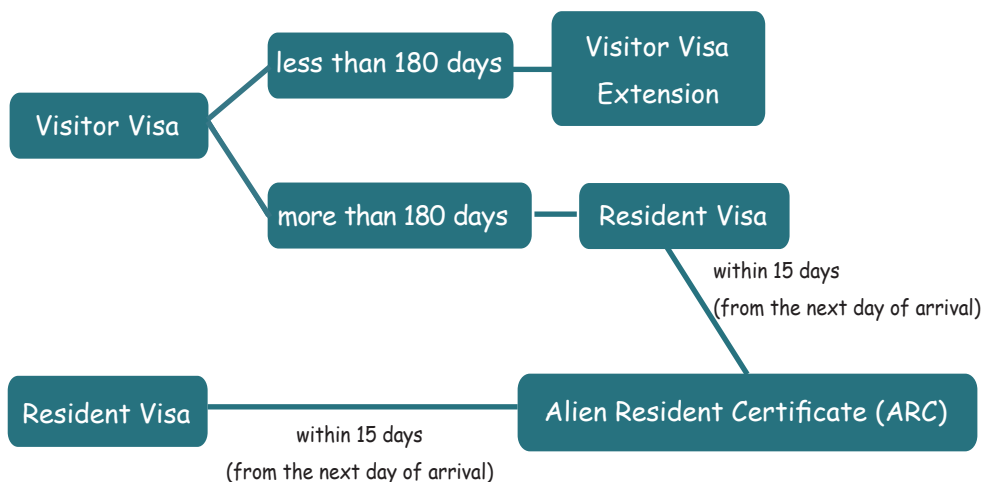 less than 180 days
Visitor Visa
Extension
Visitor Visa
more than 180 days
Resident Visa
within 15 days
(from the next day of arrival)
Resident Visa
Alien Resident Certificate (ARC)
within 15 days
(from the next day of arrival)